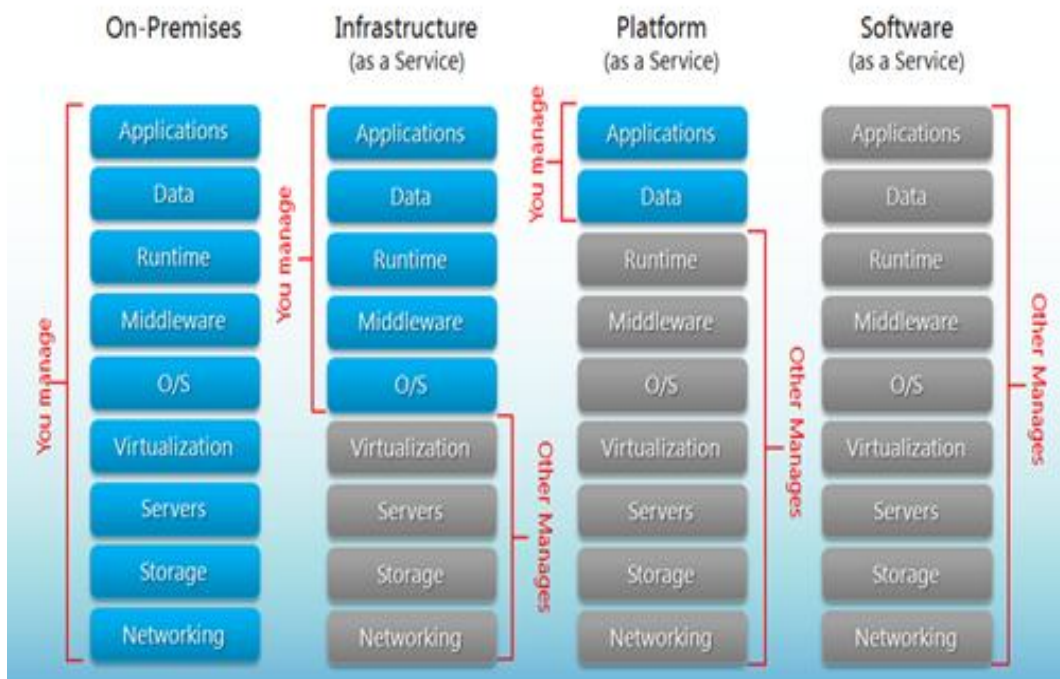 On-Premises
You manage
Applications
Data
Runtime
Middleware
O/S
Virtualization
Servers
Storage
Networking
Infrastructure
(as a Service)
You manage
Applications
Data
Runtime
Middleware
O/S
Virtualization
Servers
Storage
Networking
Other Manages
Platform
(as a Service)
You manage
Applications
Data
Runtime
Middleware
O/S
Virtualization
Servers
Storage
Networking
Other Manages
Software
(as a Service)
Applications
Data
Runtime
Middleware
O/S
Virtualization
Servers
Storage
Networking
Other Manages